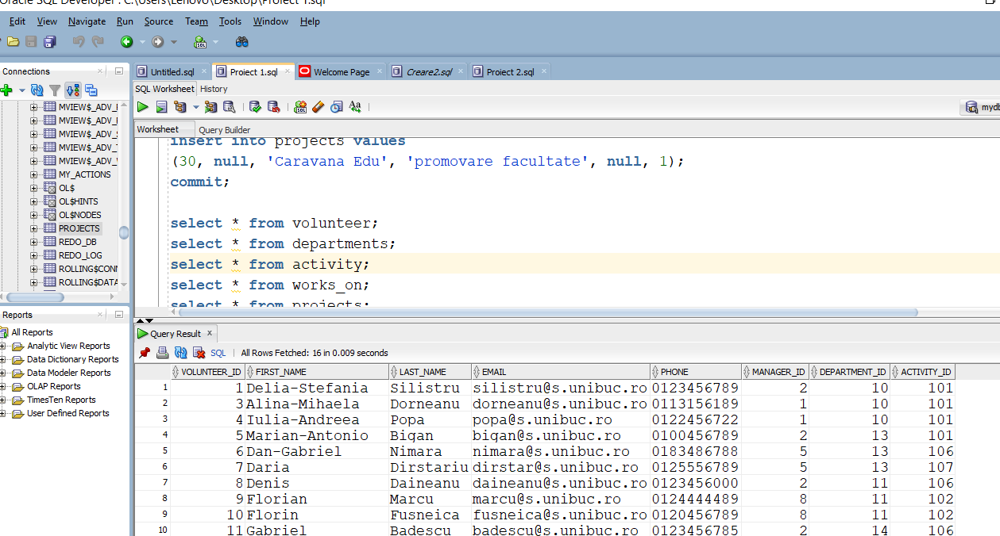 Oracle SQL Developer : C:\Users\Lenovo\Desktop\Proiect 1.sql
Edit View Navigate Run Source Team Tools Window Help
Connections
Untitled.sql Proiect 1.sql Welcome Page Creare2.sql Proiect 2.sql
SQL Worksheet History
MVIEW$_ADV_
MVIEW$_ADV_
MVIEW$_ADV_
MVIEW$_ADV_
MVIEW$_ADV_
MY_ACTIONS
OL$
OL$HINTS
OL$NODES
PROJECTS
REDO_DB
REDO_LOG
ROLLING$CON
ROLLING$DATA
Reports
All Reports
Analytic View Reports
Data Dictionary Reports
Data Modeler Reports
OLAP Reports
TimesTen Reports
User Defined Reports
Aa
mydb
Worksheet Query Builder
insert into projects values
(30, null, 'Caravana Edu', 'promovare facultate', null, 1);
commit;
select * from volunteer;
select * from departments;
select * from activity;
select * from works_on;
select * from projects;
Query Result
SQL All Rows Fetched: 16 in 0.009 seconds
VOLUNTEER_ID FIRST_NAME LAST_NAME EMAIL PHONE MANAGER_ID DEPARTMENT_ID ACTIVITY_ID
1 1 Delia-Stefania Silistru silistru@s.unibuc.ro 0123456789 2 10 101
2 3 Alina-Mihaela Dorneanu dorneanu@s.unibuc.ro 0113156189 1 10 101
3 4 Iulia-Andreea Popa popa@s.unibuc.ro 0122456722 1 10 101
4 5 Marian-Antonio Bigan bigan@s.unibuc.ro 0100456789 2 13 101
5 6 Dan-Gabriel Nimara nimara@s.unibuc.ro 0183486788 5 13 106
6 7 Daria Dirstariu dirstar@s.unibuc.ro 0125556789 5 13 107
7 8 Denis Daineanu daineanu@s.unibuc.ro 0123456000 2 11 106
8 9 Florian Marcu marcu@s.unibuc.ro 0124444489 8 11 102
9 10 Florin Fusneica fusneica@s.unibuc.ro 0120456789 8 11 102
10 11 Gabriel Badescu badescu@s.unibuc.ro 0123456785 2 14 106